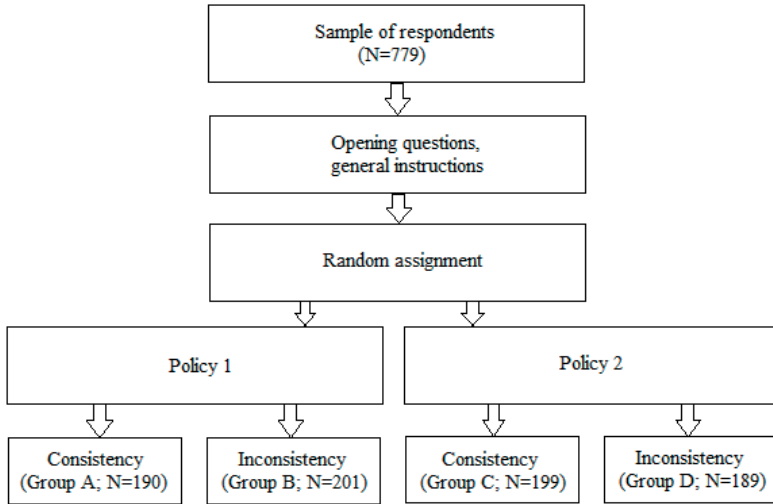 Sample of respondents
(N=779)
Opening questions,
general instructions
Random assignment
Policy 1
Policy 2
Consistency
(Group A; N=190)
Inconsistency
(Group B; N=201)
Consistency
(Group C; N=199)
Inconsistency
(Group D; N=189)